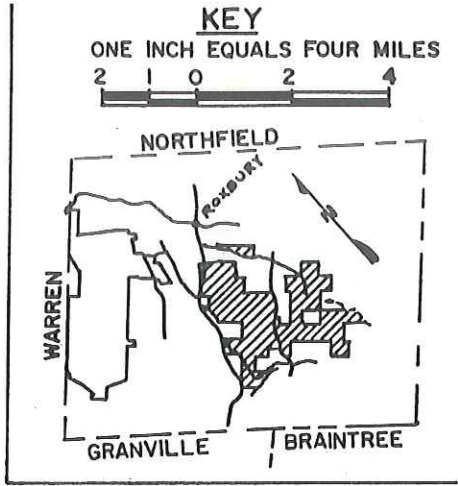 KEY
ONE INCH EQUALS FOUR MILES
2 1 0 2 4
NORTHFIELD
ROXBURY
N
WARREN
GRANVILLE
BRAINTREE